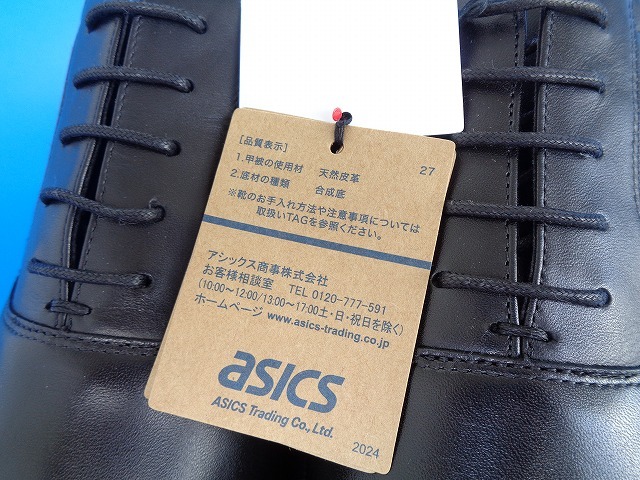 [品質表示]
27
1.甲被の使用材 天然皮革
2.底材の種類 合成底
※靴のお手入れ方法や注意事項については
取扱いTAGを参照ください。
アシックス商事株式会社
お客様相談室 TEL 0120-777-591
(10:00〜12:00/13:00〜17:00土・日・祝日を除く)
ホームページ www.asics-trading.co.jp
asics
ASICS Trading Co., Ltd.
2024